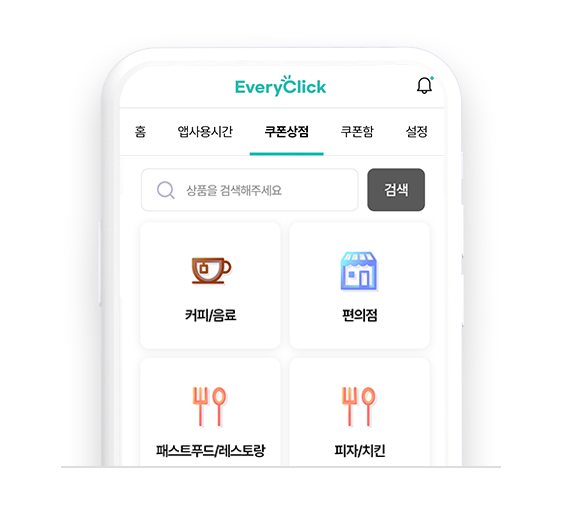 EveryClick
홈 앱사용시간 쿠폰상점 쿠폰함 설정
상품을 검색해주세요 검색
커피/음료 편의점
패스트푸드/레스토랑 피자/치킨